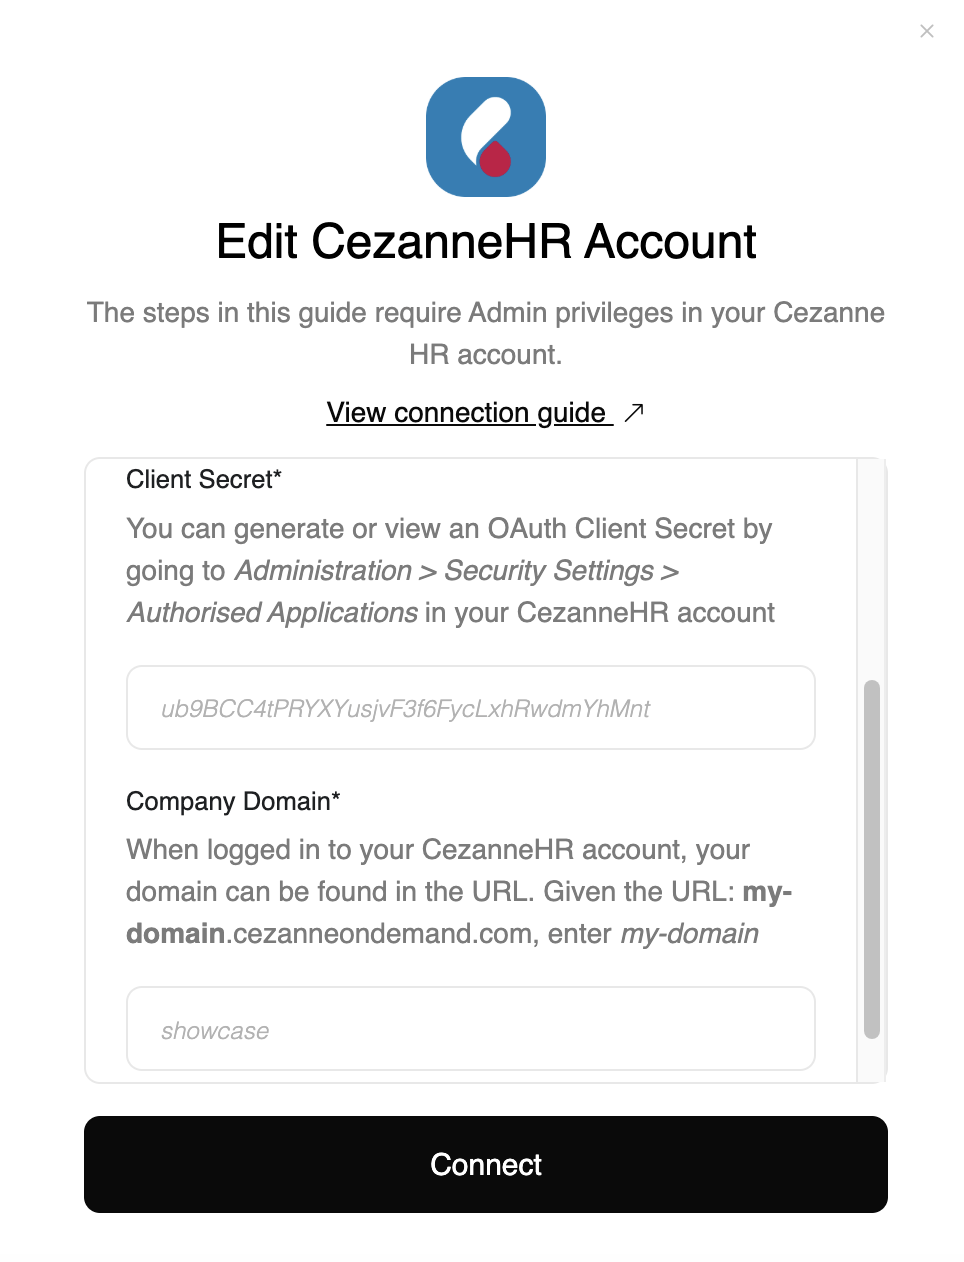 Edit CezanneHR Account
The steps in this guide require Admin privileges in your Cezanne
HR account.
View connection guide
Client Secret*
You can generate or view an OAuth Client Secret by
going to Administration > Security Settings >
Authorised Applications in your CezanneHR account
ub9BCC4tPRYXYusjvF3f6FycLxhRwdmYhMnt
Company Domain*
When logged in to your CezanneHR account, your
domain can be found in the URL. Given the URL: my-
domain.cezanneondemand.com, enter my-domain
showcase
Connect